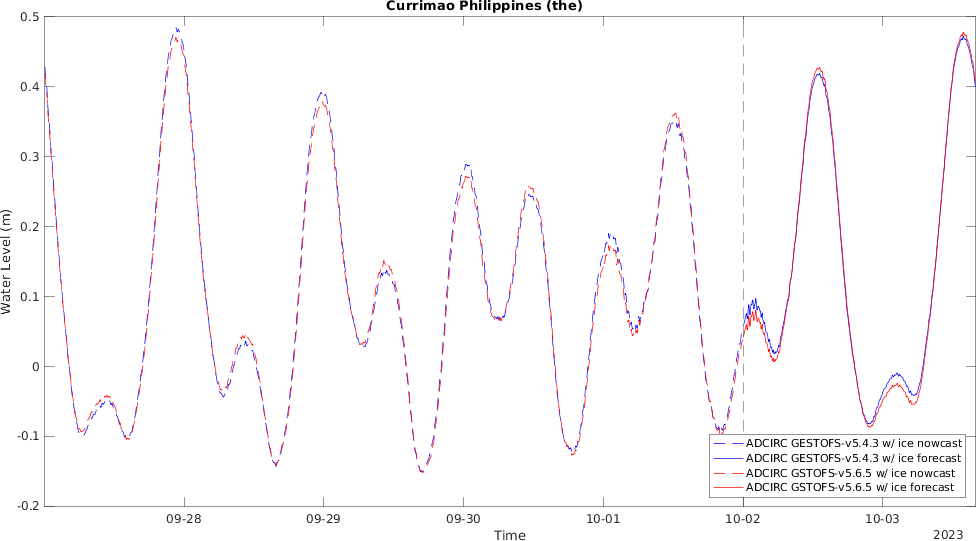 Currimao Philippines (the)
0.5
0.4
0.3
0.2
0.1
0
-0.1
-0.2
Water Level (m)
09-28
09-29
09-30
10-01
10-02
10-03
Time
2023
ADCIRC GESTOFS-v5.4.3 w/ ice nowcast
ADCIRC GESTOFS-v5.4.3 w/ ice forecast
ADCIRC GSTOFS-v5.6.5 w/ ice nowcast
ADCIRC GSTOFS-v5.6.5 w/ ice forecast